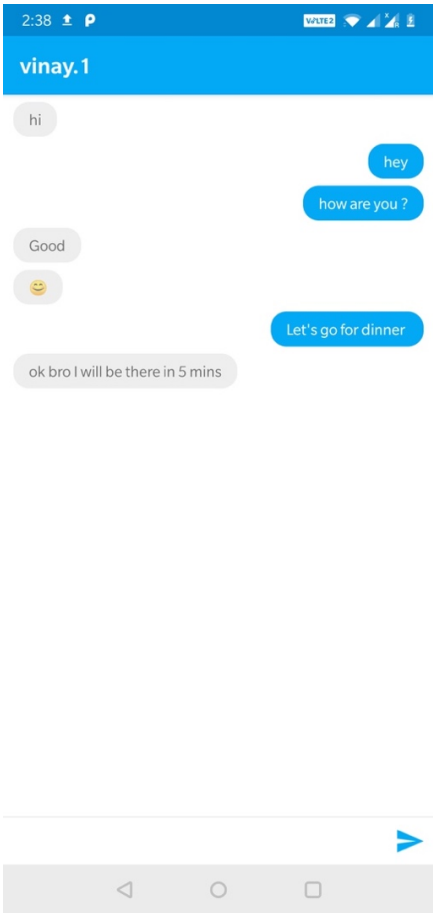 2:38
VoLTE 2
vinay.1
hi
hey
how are you ?
Good
😊
Let's go for dinner
ok bro I will be there in 5 mins